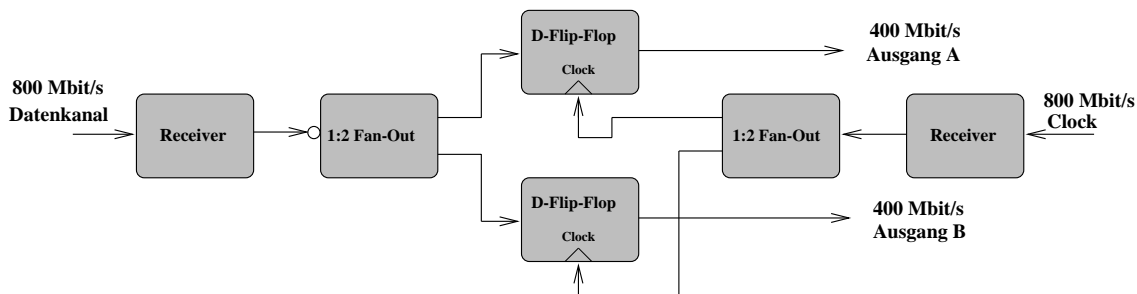 800 Mbit/s
Datenkanal
Receiver
1:2 Fan-Out
D-Flip-Flop
Clock
400 Mbit/s
Ausgang A
1:2 Fan-Out
Receiver
800 Mbit/s
Clock
D-Flip-Flop
Clock
400 Mbit/s
Ausgang B